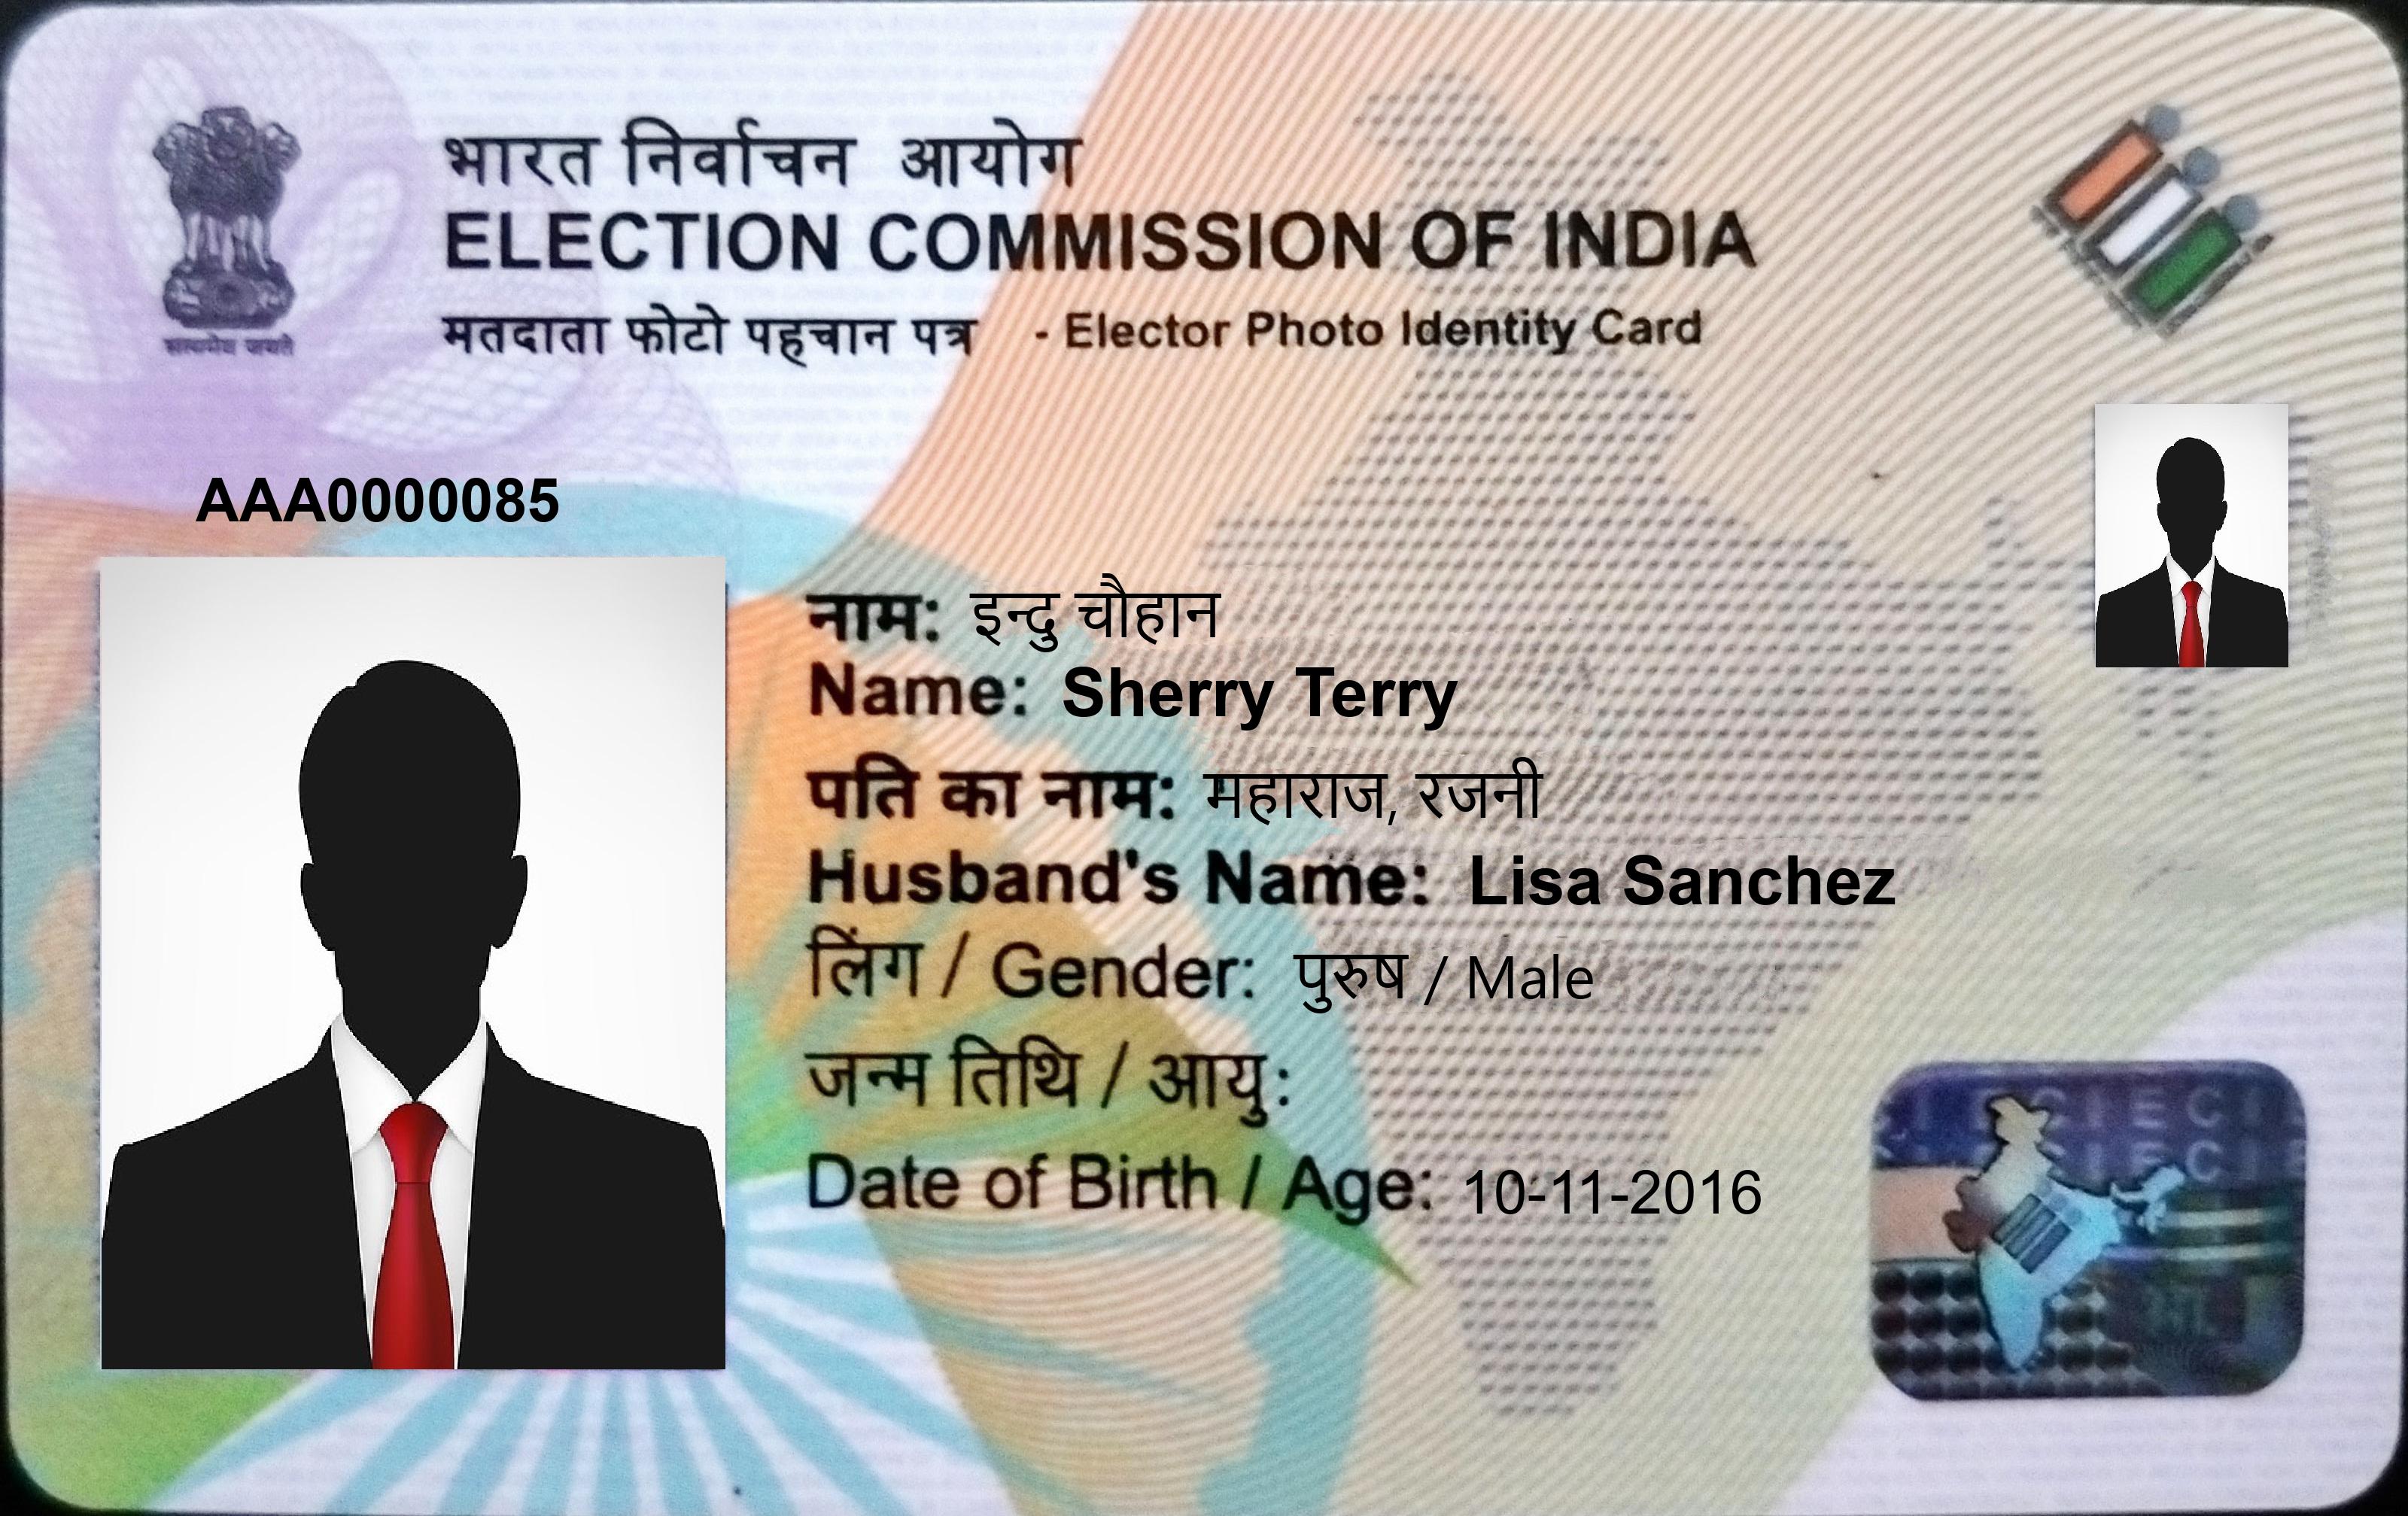 भारत निर्वाचन आयोग
ELECTION COMMISSION OF INDIA
मतदाता फोटो पहचान पत्र - Elector Photo Identity Card
सत्यमेव जयते
AAA0000085
नाम: इन्दु चौहान
Name: Sherry Terry
पति का नाम: महाराज, रजनी
Husband's Name: Lisa Sanchez
लिंग / Gender: पुरुष / Male
जन्म तिथि / आयु:
Date of Birth / Age: 10-11-2016